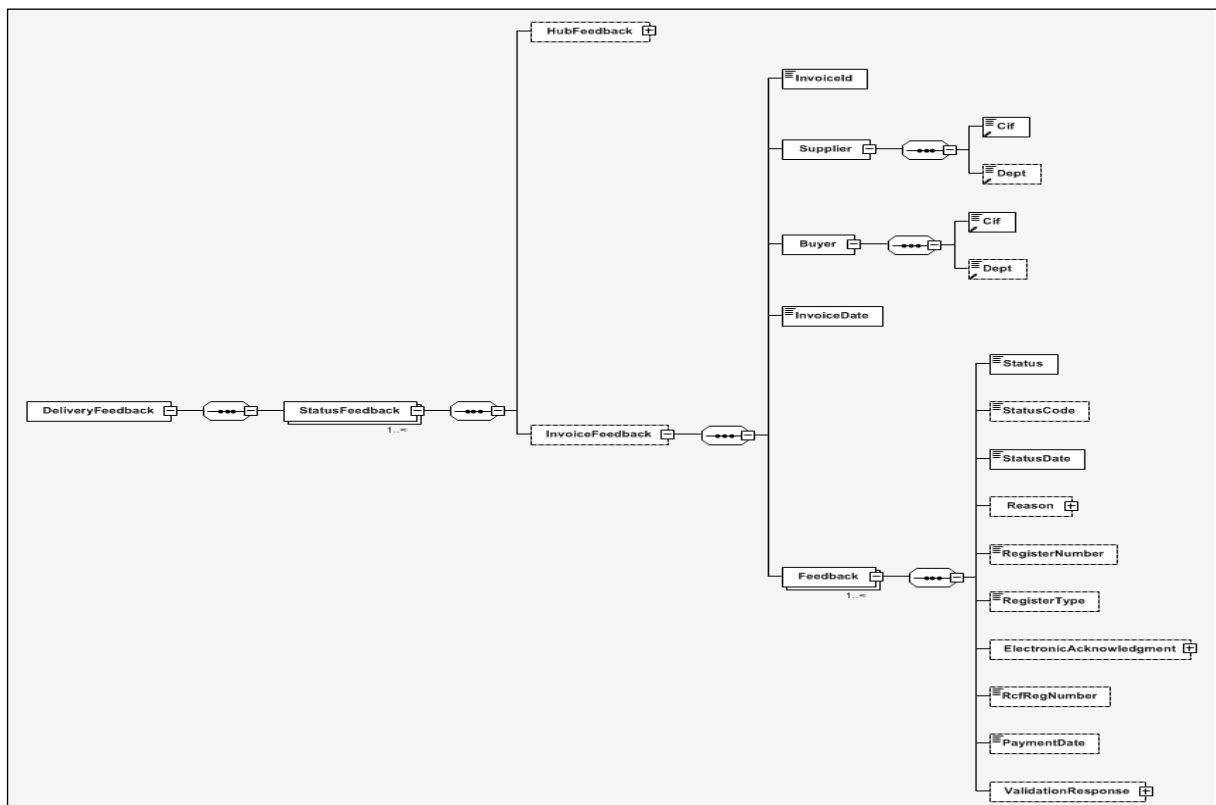 HubFeedback
InvoiceId
Cif
Supplier
Dept
Cif
Buyer
Dept
InvoiceDate
Status
DeliveryFeedback
StatusFeedback
StatusCode
1..∞
InvoiceFeedback
StatusDate
Reason
RegisterNumber
Feedback
1..∞
RegisterType
ElectronicAcknowledgment
RcfRegNumber
PaymentDate
ValidationResponse